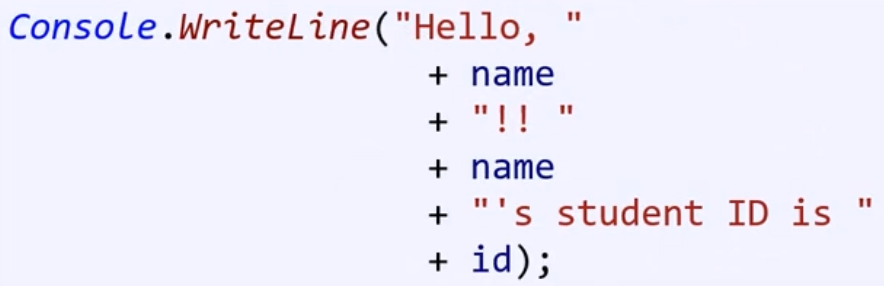 Console.WriteLine("Hello, "
+ name
+ "!! "
+ name
+ "'s student ID is "
+ id);